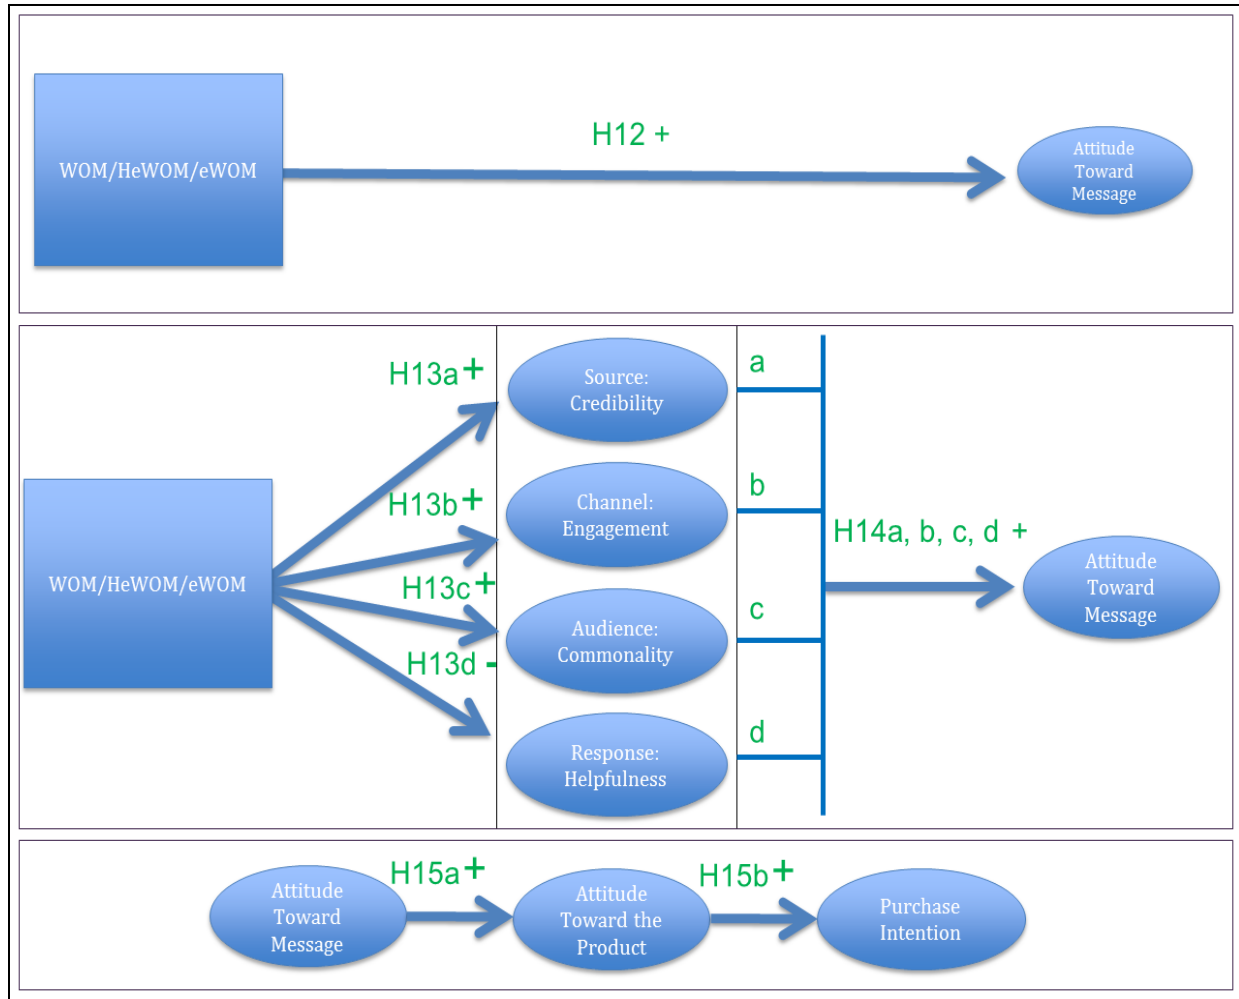 H12 +
WOM/HeWOM/eWOM
Attitude
Toward
Message
H13a +
Source:
Credibility
a
H13b +
Channel:
Engagement
b
WOM/HeWOM/eWOM
H13c +
Audience:
Commonality
c
H13d -
Response:
Helpfulness
d
H14a, b, c, d +
Attitude
Toward
Message
Attitude
Toward
Message
H15a +
Attitude
Toward the
Product
H15b +
Purchase
Intention